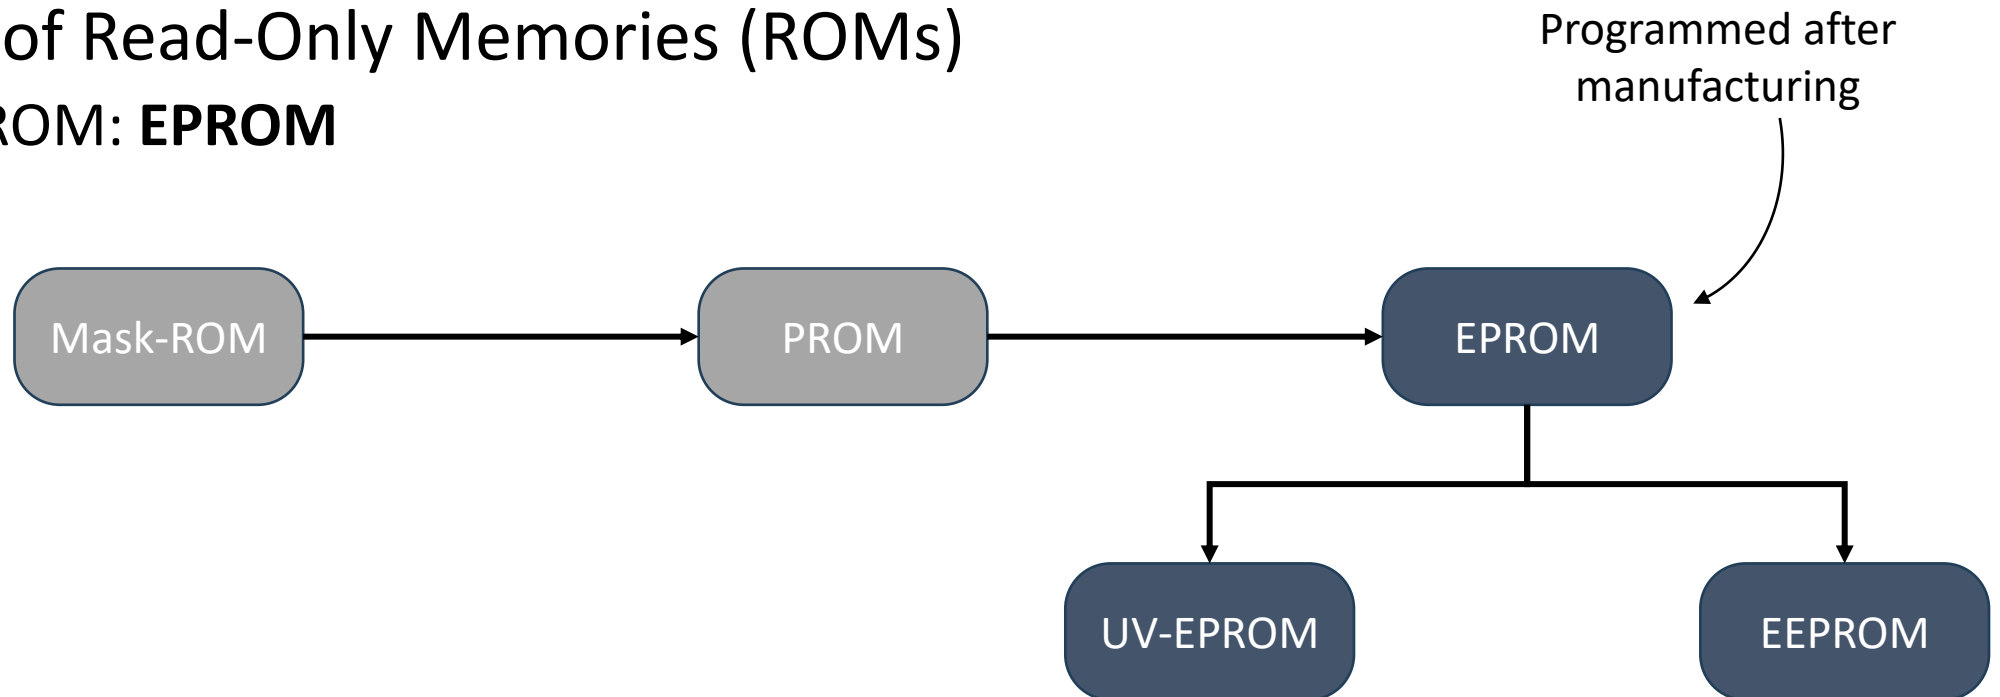 of Read-Only Memories (ROMs)
ROM: EPROM
Programmed after
manufacturing
Mask-ROM
PROM
EPROM
UV-EPROM
EEPROM